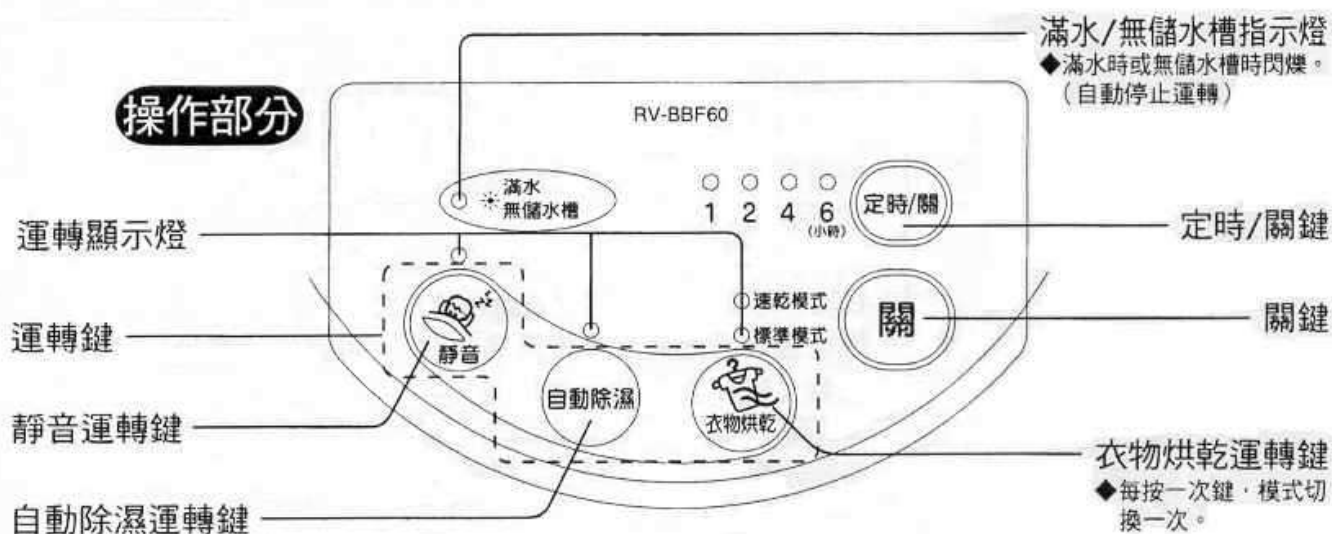 滿水/無儲水槽指示燈
◆滿水時或無儲水槽時閃爍。
（自動停止運轉）
操作部分
RV-BBF60
滿水
無儲水槽
1 2 4 6
(小時)
定時/關
運轉顯示燈
定時/關鍵
速乾模式
標準模式
關
關鍵
運轉鍵
靜音
靜音運轉鍵
自動除濕
衣物烘乾
衣物烘乾運轉鍵
◆每按一次鍵，模式切
換一次。
自動除濕運轉鍵